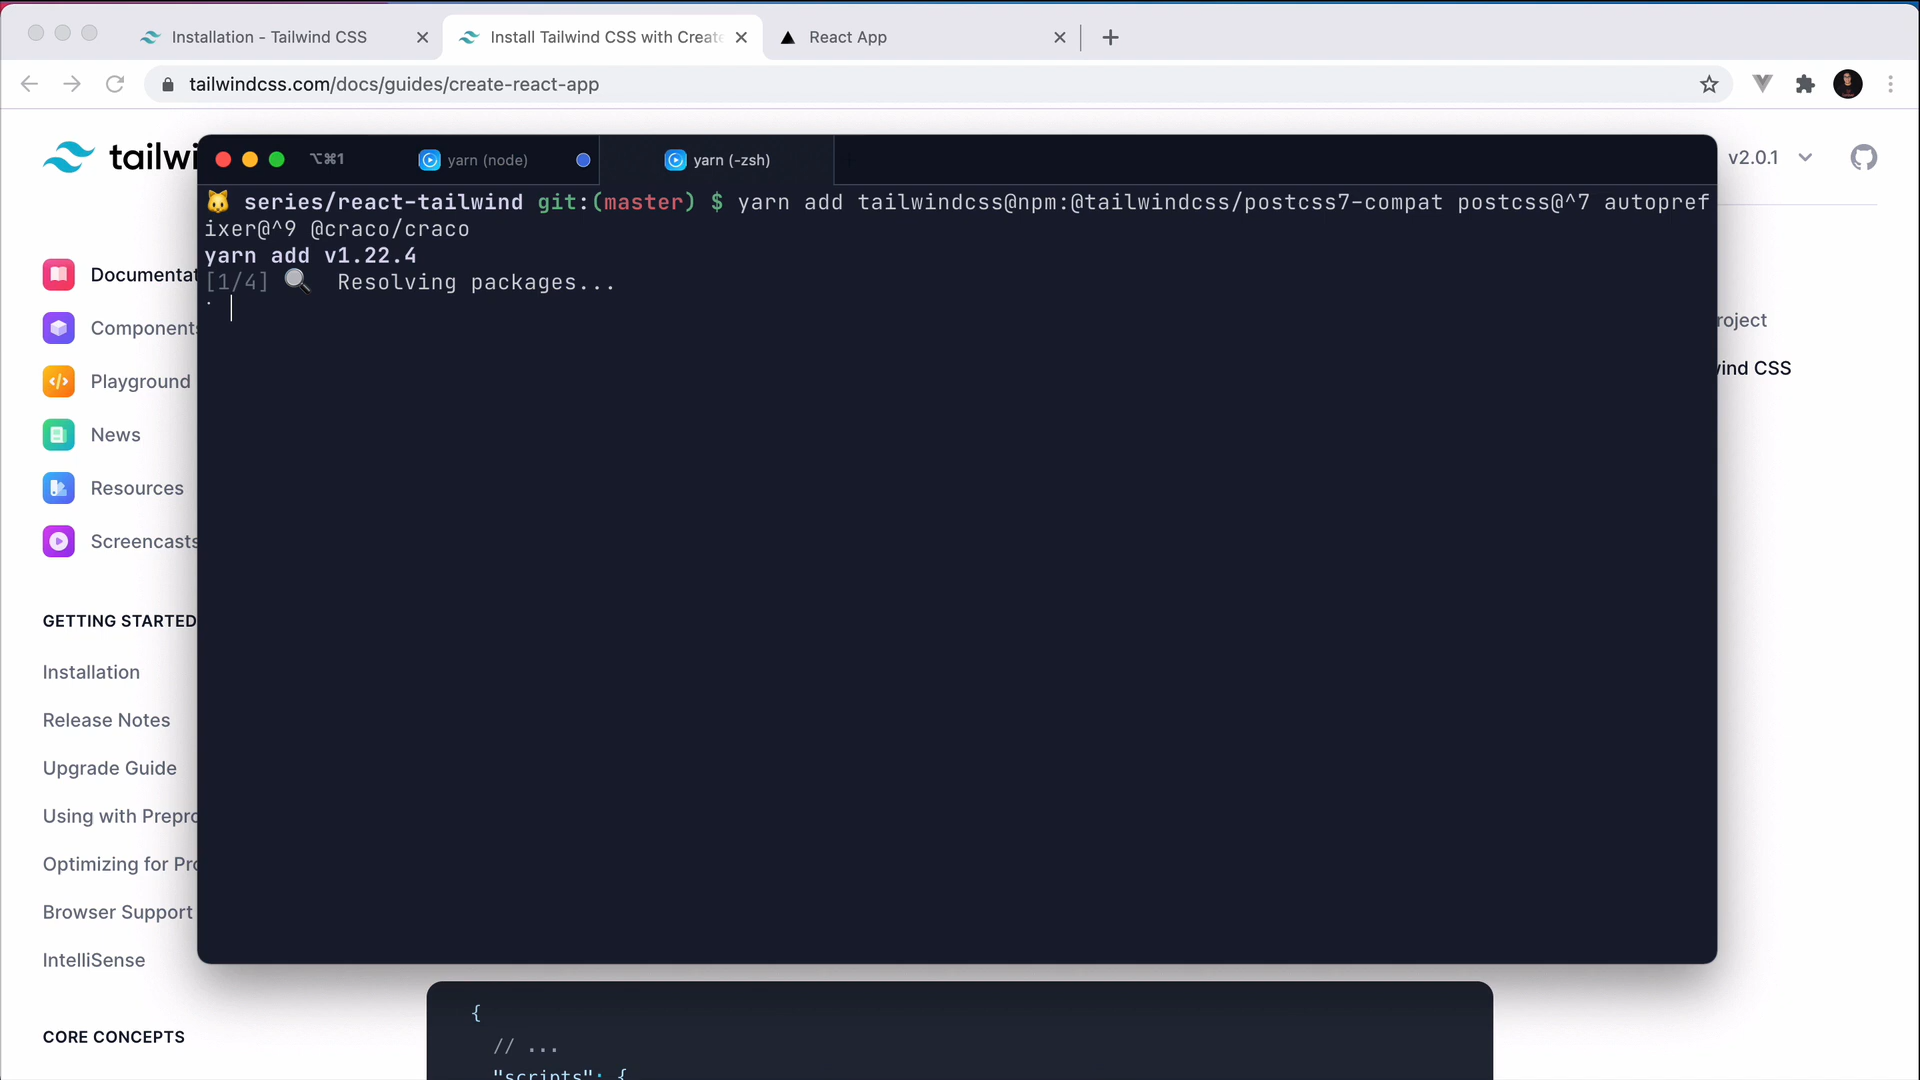 Installation - Tailwind CSS
Install Tailwind CSS with Create
React App
tailwindcss.com/docs/guides/create-react-app
tailwi
v2.0.1
⌥⌘1
yarn (node)
yarn (-zsh)
series/react-tailwind git:(master) $ yarn add tailwindcss@npm:@tailwindcss/postcss7-compat postcss@^7 autopref
ixer@^9 @craco/craco
yarn add v1.22.4
[1/4] 🔍 Resolving packages...
Documentat
Components
Playground
News
Resources
Screencasts
GETTING STARTED
Installation
Release Notes
Upgrade Guide
Using with Prepro
Optimizing for Pro
Browser Support
IntelliSense
CORE CONCEPTS
roject
wind CSS
{
// ...
"scripts": {